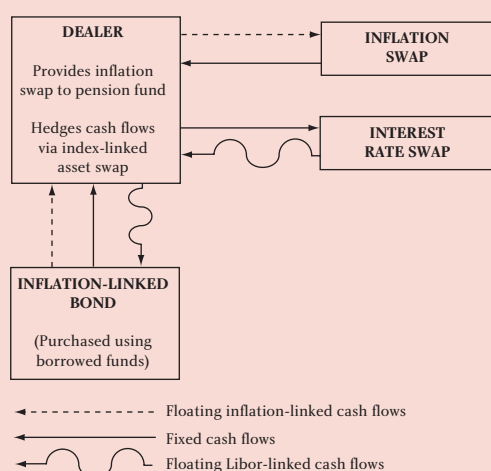 DEALER
Provides inflation
swap to pension fund
Hedges cash flows
via index-linked
asset swap
INFLATION
SWAP
INTEREST
RATE SWAP
INFLATION-LINKED
BOND
(Purchased using
borrowed funds)
Floating inflation-linked cash flows
Fixed cash flows
Floating Libor-linked cash flows